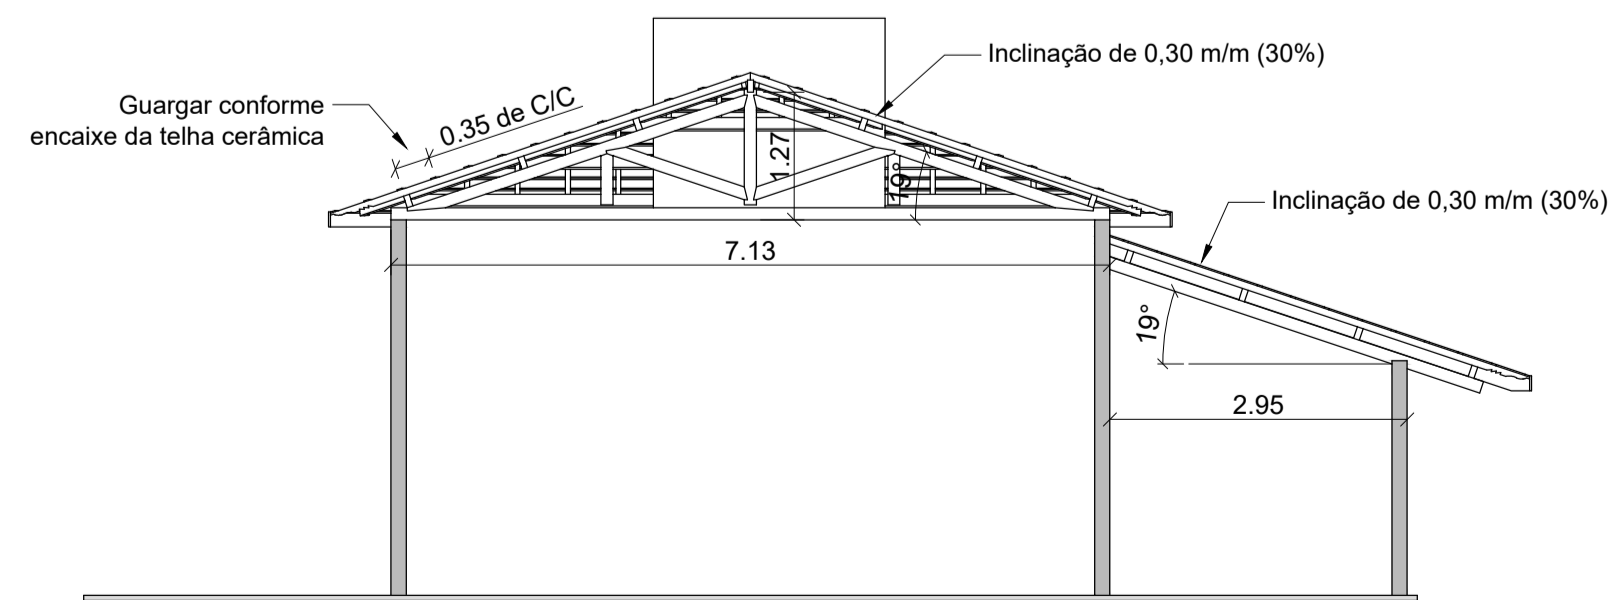 Inclinação de 0,30 m/m (30%)
Guargar conforme
encaixe da telha cerâmica
0.35 de C/C
1.27
19°
Inclinação de 0,30 m/m (30%)
7.13
19°
2.95